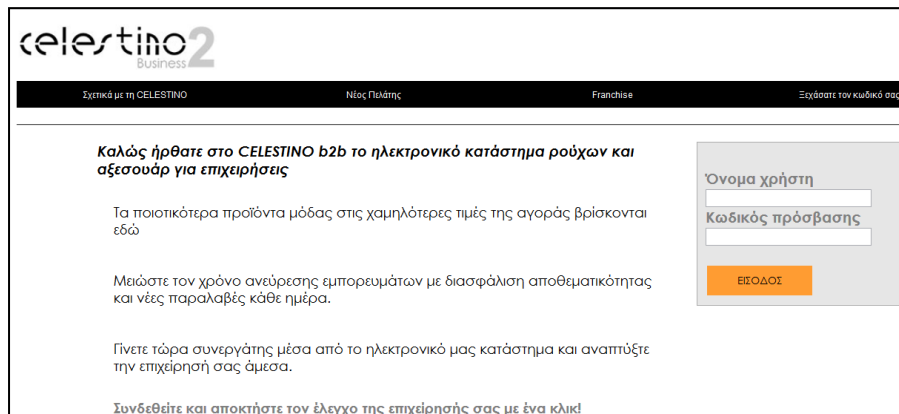 celestino 2
Business
Σχετικά με τη CELESTINO
Νέος Πελάτης
Franchise
Ξεχάσατε τον κωδικό σας
Καλώς ήρθατε στο CELESTINO b2b το ηλεκτρονικό κατάστημα ρούχων και
αξεσουάρ για επιχειρήσεις
Τα ποιοτικότερα προϊόντα μόδας στις χαμηλότερες τιμές της αγοράς βρίσκονται
εδώ
Μειώστε τον χρόνο ανεύρεσης εμπορευμάτων με διασφάλιση αποθεματικότητας
και νέες παραλαβές κάθε ημέρα.
Γίνετε τώρα συνεργάτης μέσα από το ηλεκτρονικό μας κατάστημα και αναπτύξτε
την επιχείρησή σας άμεσα.
Συνδεθείτε και αποκτήστε τον έλεγχο της επιχείρησής σας με ένα κλικ!
Όνομα χρήστη
Κωδικός πρόσβασης
ΕΙΣΟΔΟΣ